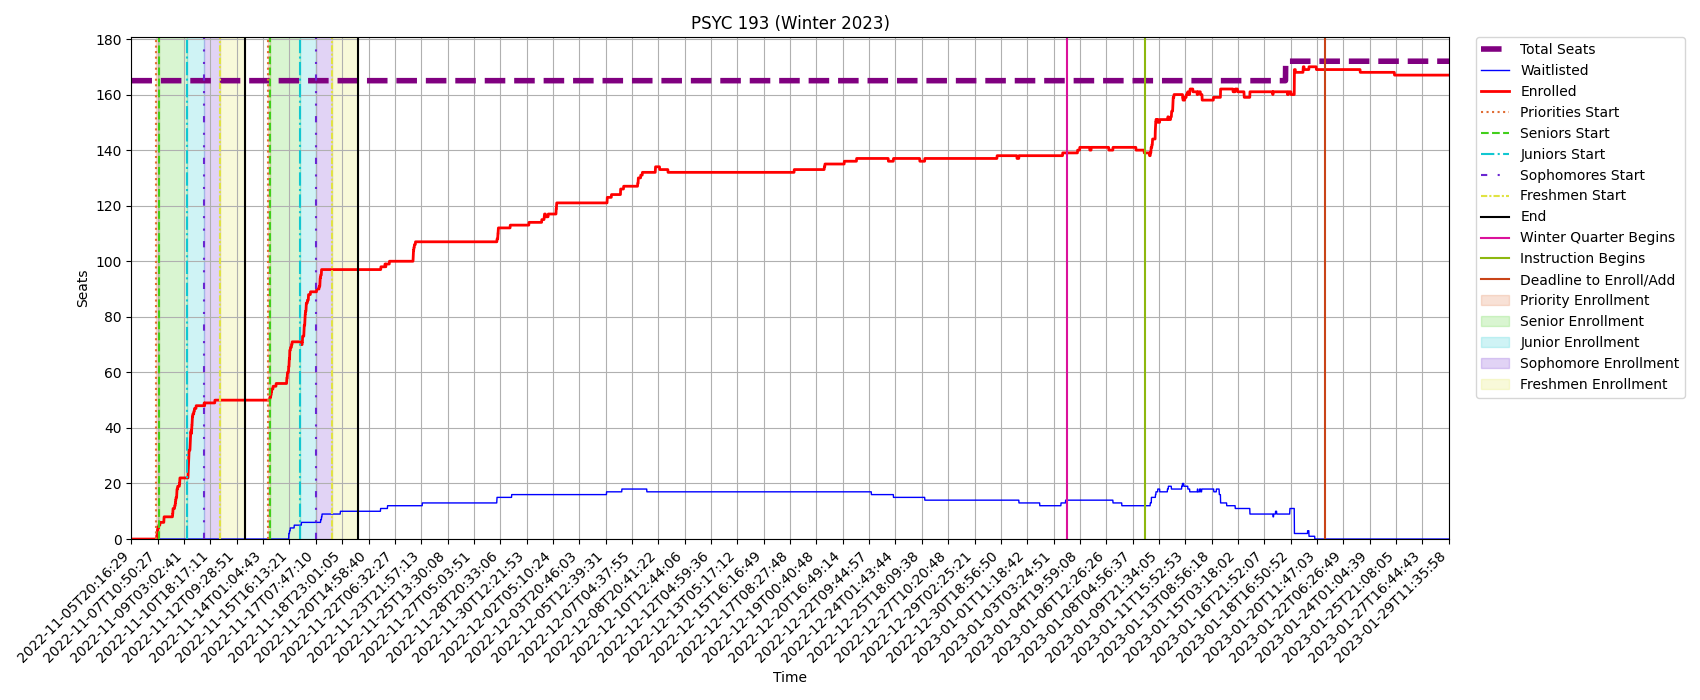 PSYC 193 (Winter 2023)
180
160
140
120
100
80
60
40
20
0
Seats
2022-11-05T20:16:29
2022-11-07T10:50:27
2022-11-09T03:02:41
2022-11-10T18:17:11
2022-11-12T09:28:51
2022-11-14T01:04:43
2022-11-15T16:13:21
2022-11-17T07:47:10
2022-11-18T23:01:05
2022-11-20T14:58:40
2022-11-22T06:32:27
2022-11-23T21:57:13
2022-11-25T13:30:08
2022-11-27T05:03:51
2022-11-28T20:33:06
2022-11-30T12:21:53
2022-12-02T05:10:24
2022-12-03T20:46:03
2022-12-05T12:39:31
2022-12-07T04:37:55
2022-12-08T20:41:22
2022-12-10T12:44:06
2022-12-12T04:59:36
2022-12-13T05:17:12
2022-12-15T16:16:49
2022-12-17T08:27:48
2022-12-19T00:40:48
2022-12-20T16:49:14
2022-12-22T09:44:57
2022-12-24T01:43:44
2022-12-25T18:09:38
2022-12-27T10:20:48
2022-12-29T02:25:21
2022-12-30T18:56:50
2023-01-01T11:18:42
2023-01-03T03:24:51
2023-01-04T19:59:08
2023-01-06T12:26:26
2023-01-08T04:56:37
2023-01-09T21:34:05
2023-01-11T15:52:53
2023-01-13T08:56:18
2023-01-15T03:18:02
2023-01-16T21:52:07
2023-01-18T16:50:52
2023-01-20T11:47:03
2023-01-22T06:26:49
2023-01-24T01:04:39
2023-01-25T21:08:05
2023-01-27T16:44:43
2023-01-29T11:35:58
Time
Total Seats
Waitlisted
Enrolled
Priorities Start
Seniors Start
Juniors Start
Sophomores Start
Freshmen Start
End
Winter Quarter Begins
Instruction Begins
Deadline to Enroll/Add
Priority Enrollment
Senior Enrollment
Junior Enrollment
Sophomore Enrollment
Freshmen Enrollment